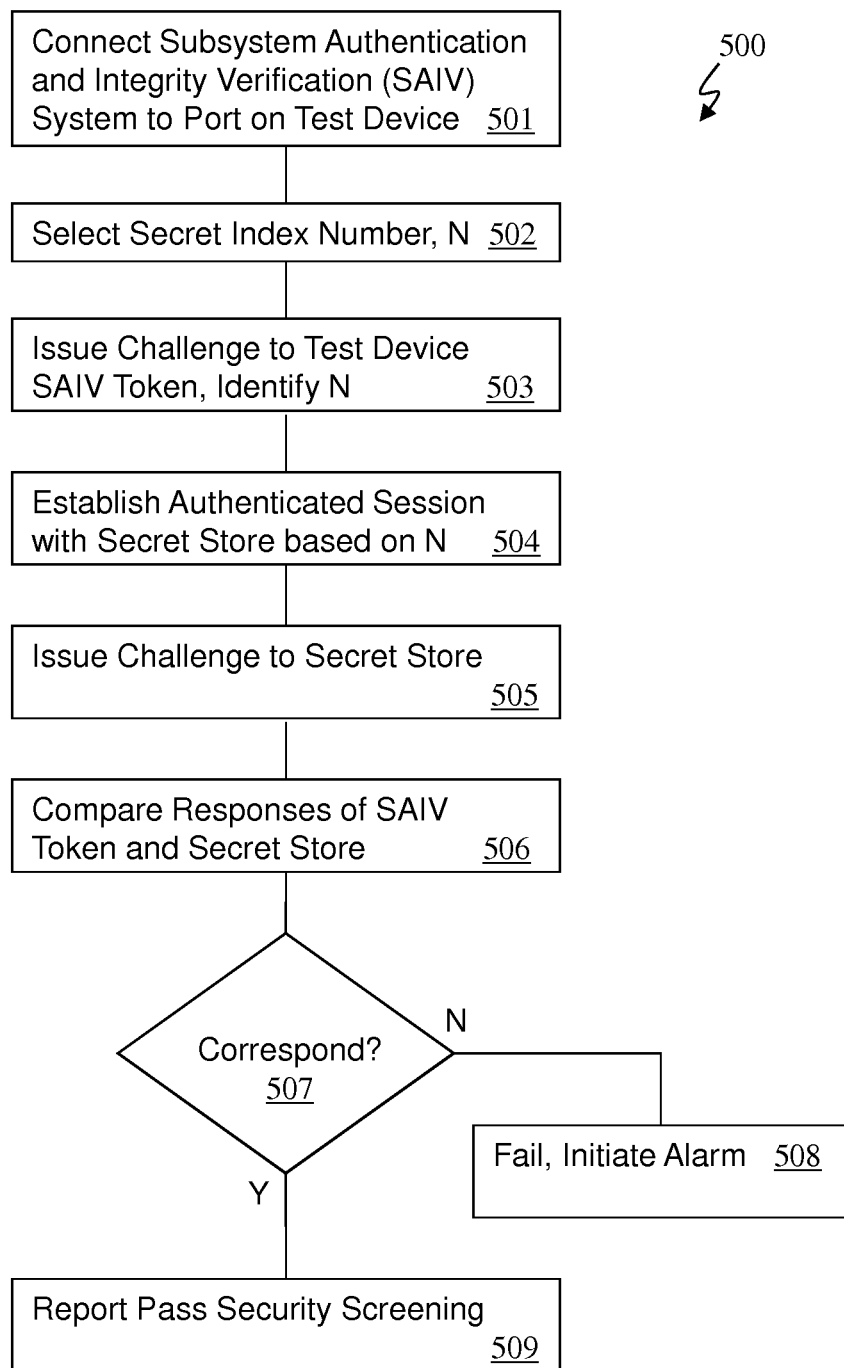 Connect Subsystem Authentication
and Integrity Verification (SAIV)
System to Port on Test Device 501
500
Select Secret Index Number, N 502
Issue Challenge to Test Device
SAIV Token, Identify N 503
Establish Authenticated Session
with Secret Store based on N 504
Issue Challenge to Secret Store
505
Compare Responses of SAIV
Token and Secret Store 506
N
Correspond?
507
Fail, Initiate Alarm 508
Y
Report Pass Security Screening
509